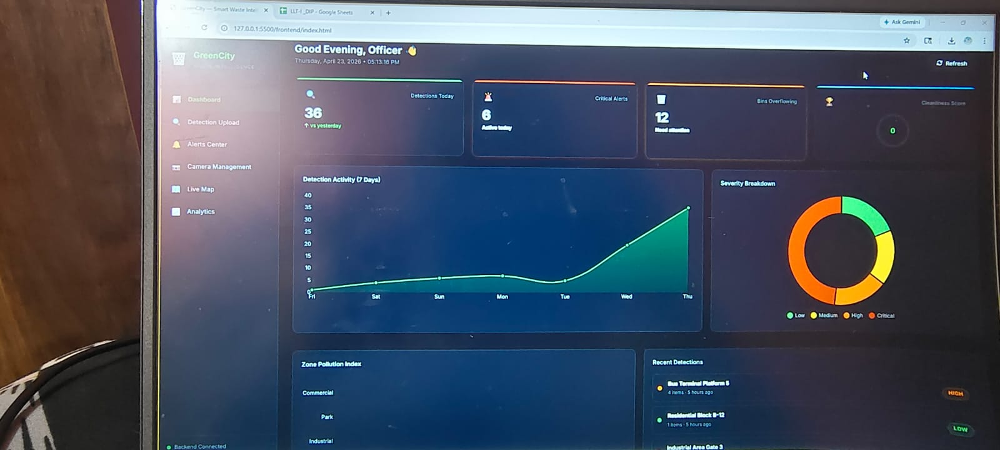 GreenCity — Smart Waste Inte
LLT-I _DIP - Google Sheets
Ask Gemini
127.0.0.1:5500/frontend/index.html
GreenCity
Dashboard
Detection Upload
Alerts Center
Camera Management
Live Map
Analytics
Backend Connected
Good Evening, Officer
Thursday, April 23, 2026 • 05:13:16 PM
Refresh
Detections Today
36
↑ vs yesterday
Critical Alerts
6
Active today
Bins Overflowing
12
Need attention
Cleanliness Score
0
Detection Activity (7 Days)
40
35
30
25
20
15
10
5
0
Fri Sat Sun Mon Tue Wed Thu
Severity Breakdown
Low Medium High Critical
Zone Pollution Index
Commercial
Park
Industrial
Recent Detections
Bus Terminal Platform 5
4 items · 5 hours ago
HIGH
Residential Block B-12
1 items · 5 hours ago
LOW
Industrial Area Gate 3